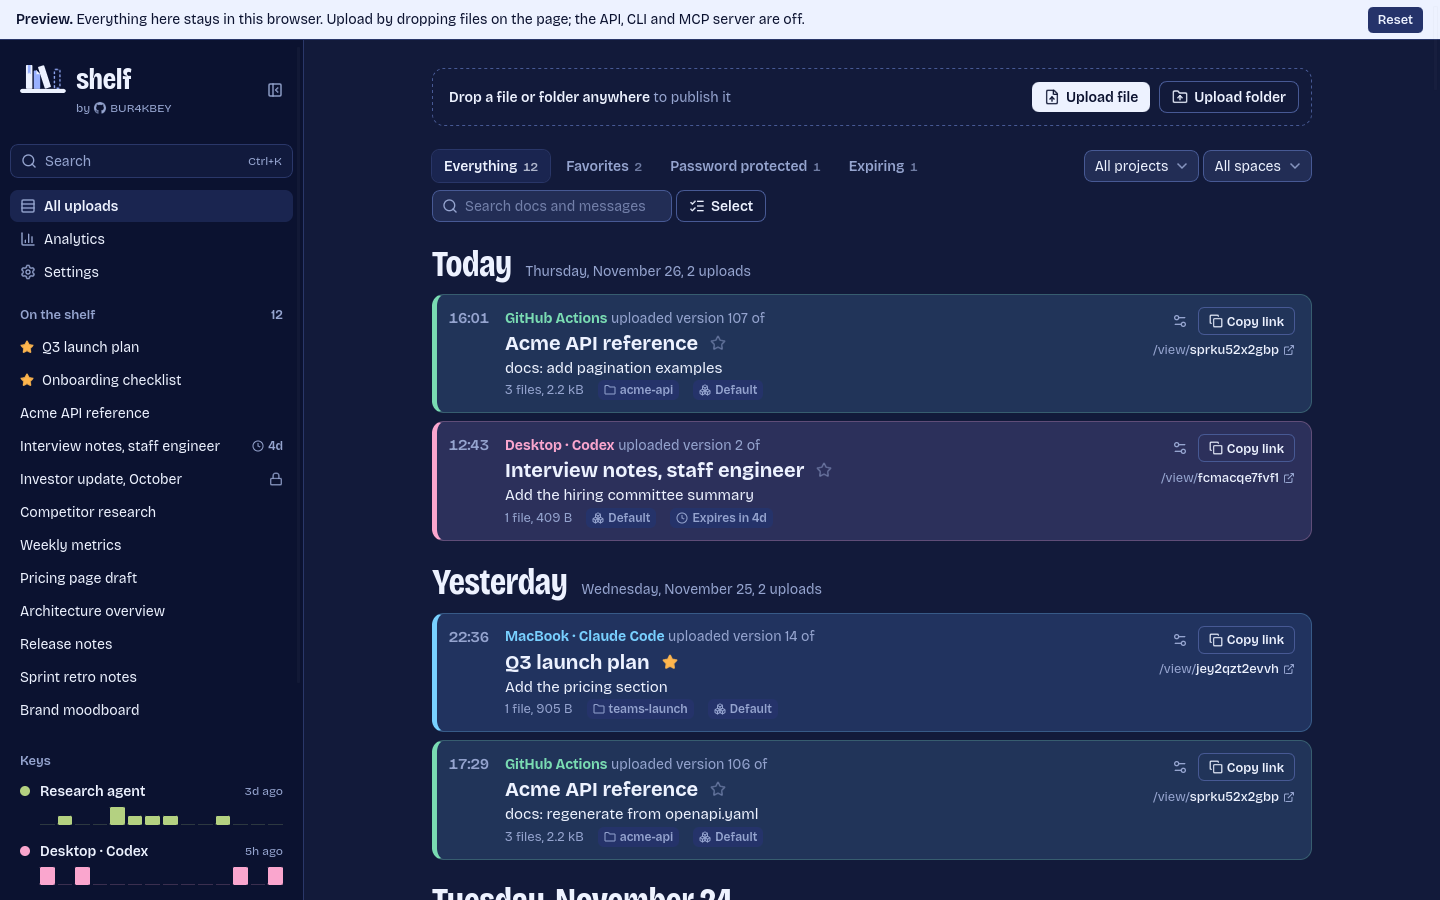 Preview. Everything here stays in this browser. Upload by dropping files on the page; the API, CLI and MCP server are off.
Reset
shelf
by BUR4KBEY
Search Ctrl+K
All uploads
Analytics
Settings
On the shelf 12
Q3 launch plan
Onboarding checklist
Acme API reference
Interview notes, staff engineer 4d
Investor update, October
Competitor research
Weekly metrics
Pricing page draft
Architecture overview
Release notes
Sprint retro notes
Brand moodboard
Keys
Research agent 3d ago
Desktop · Codex 5h ago
Drop a file or folder anywhere to publish it
Upload file
Upload folder
Everything 12
Favorites 2
Password protected 1
Expiring 1
All projects
All spaces
Search docs and messages
Select
Today Thursday, November 26, 2 uploads
16:01 GitHub Actions uploaded version 107 of
Acme API reference
docs: add pagination examples
3 files, 2.2 kB acme-api Default
Copy link
/view/sprku52x2gbp
12:43 Desktop · Codex uploaded version 2 of
Interview notes, staff engineer
Add the hiring committee summary
1 file, 409 B Default Expires in 4d
Copy link
/view/fcmacqe7fvf1
Yesterday Wednesday, November 25, 2 uploads
22:36 MacBook · Claude Code uploaded version 14 of
Q3 launch plan
Add the pricing section
1 file, 905 B teams-launch Default
Copy link
/view/jey2qzt2evvh
17:29 GitHub Actions uploaded version 106 of
Acme API reference
docs: regenerate from openapi.yaml
3 files, 2.2 kB acme-api Default
Copy link
/view/sprku52x2gbp
Tuesday, November 24